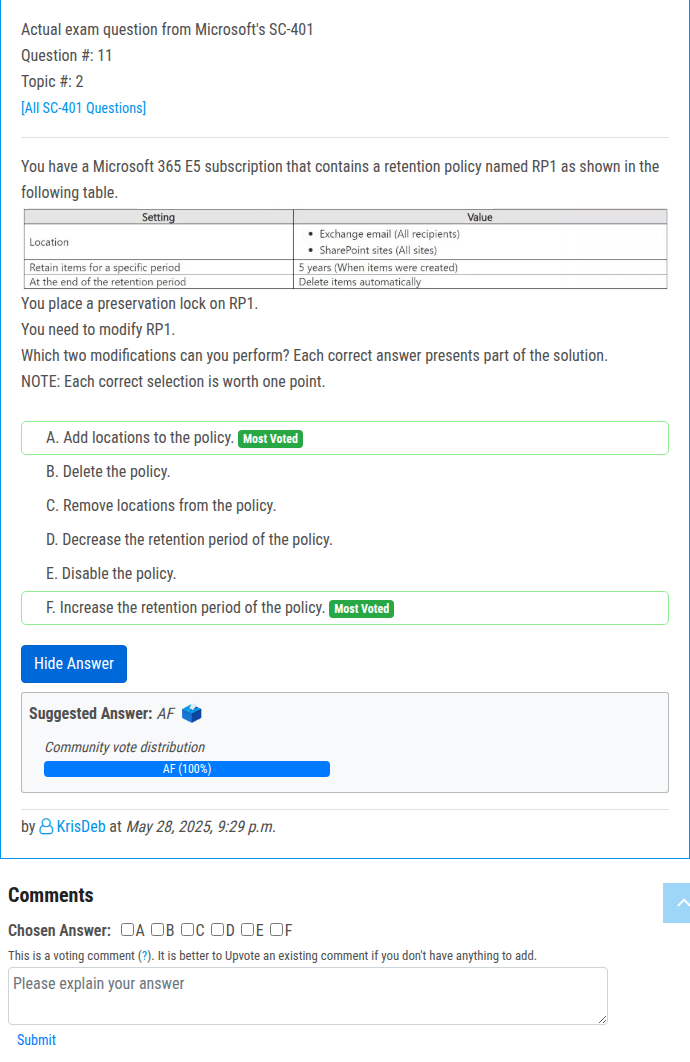 Actual exam question from Microsoft's SC-401
Question #: 11
Topic #: 2
[All SC-401 Questions]
You have a Microsoft 365 E5 subscription that contains a retention policy named RP1 as shown in the
following table.
Setting Value
Location
• Exchange email (All recipients)
• SharePoint sites (All sites)
Retain items for a specific period 5 years (When items were created)
At the end of the retention period Delete items automatically
You place a preservation lock on RP1.
You need to modify RP1.
Which two modifications can you perform? Each correct answer presents part of the solution.
NOTE: Each correct selection is worth one point.
A. Add locations to the policy. Most Voted
B. Delete the policy.
C. Remove locations from the policy.
D. Decrease the retention period of the policy.
E. Disable the policy.
F. Increase the retention period of the policy. Most Voted
Hide Answer
Suggested Answer: AF
Community vote distribution
AF (100%)
by KrisDeb at May 28, 2025, 9:29 p.m.
Comments
Chosen Answer: A B C D E F
This is a voting comment (?). It is better to Upvote an existing comment if you don't have anything to add.
Please explain your answer
Submit